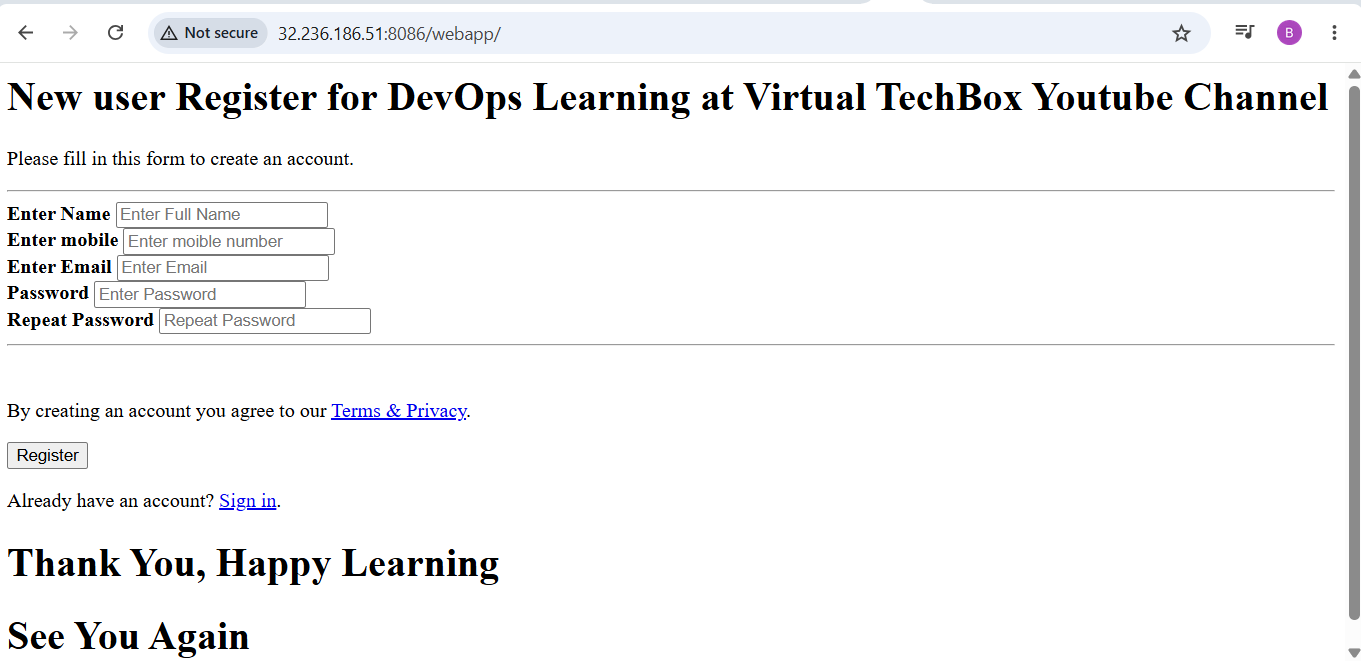 Not secure 32.236.186.51:8086/webapp/ B
New user Register for DevOps Learning at Virtual TechBox Youtube Channel
Please fill in this form to create an account.
Enter Name Enter Full Name
Enter mobile Enter moible number
Enter Email Enter Email
Password Enter Password
Repeat Password Repeat Password
By creating an account you agree to our Terms & Privacy.
Register
Already have an account? Sign in.
Thank You, Happy Learning
See You Again